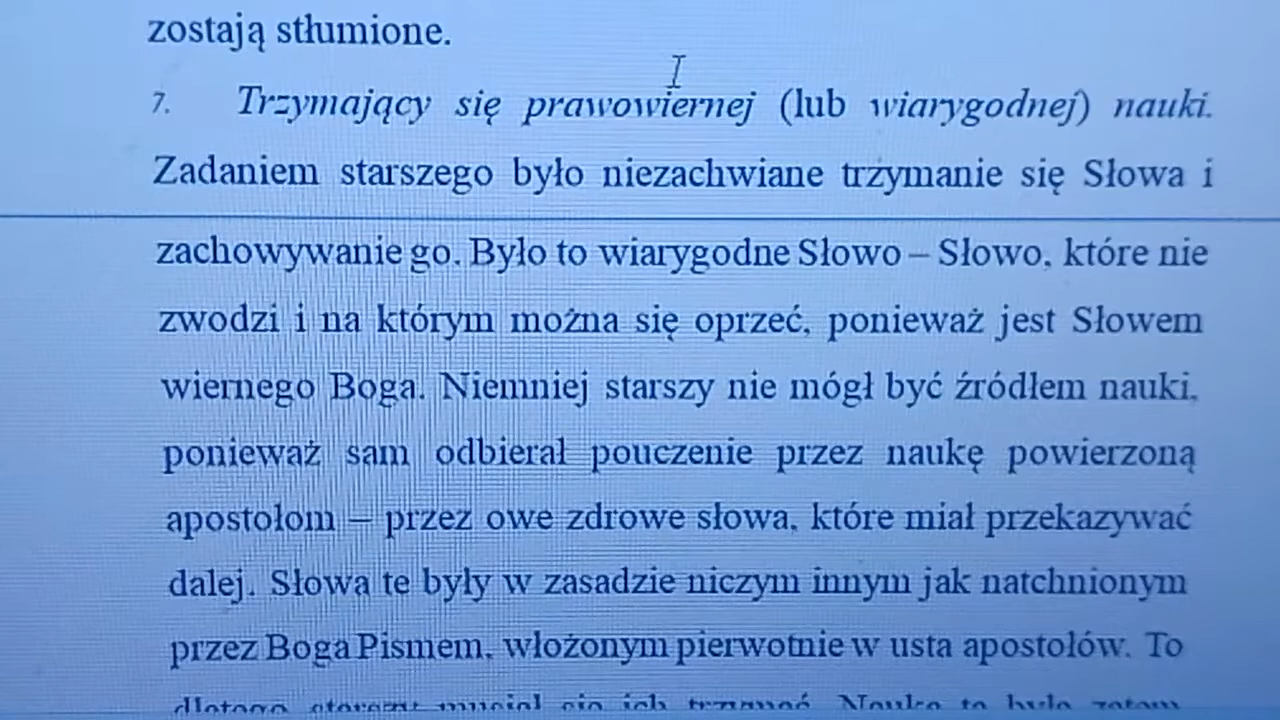 zostają stłumione.
7. Trzymający się prawowiernej (lub wiarygodnej) nauki.
Zadaniem starszego było niezachwiane trzymanie się Słowa i
zachowywanie go. Było to wiarygodne Słowo – Słowo, które nie
zwodzi i na którym można się oprzeć, ponieważ jest Słowem
wiernego Boga. Niemniej starszy nie mógł być źródłem nauki,
ponieważ sam odbierał pouczenie przez naukę powierzoną
apostołom – przez owe zdrowe słowa, które miał przekazywać
dalej. Słowa te były w zasadzie niczym innym jak natchnionym
przez Boga Pismem, włożonym pierwotnie w usta apostołów. To